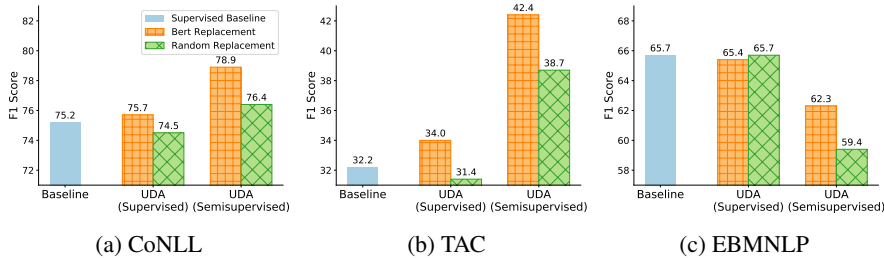 F1 Score
82
80
78
76
74
72
75.2
75.7
74.5
78.9
76.4
Supervised Baseline
Bert Replacement
Random Replacement
Baseline
UDA
(Supervised)
UDA
(Semisupervised)
(a) CoNLL
F1 Score
42
40
38
36
34
32
32.2
34.0
31.4
42.4
38.7
Baseline
UDA
(Supervised)
UDA
(Semisupervised)
(b) TAC
F1 Score
68
66
64
62
60
58
65.7
65.4
65.7
62.3
59.4
Baseline
UDA
(Supervised)
UDA
(Semisupervised)
(c) EBMNLP